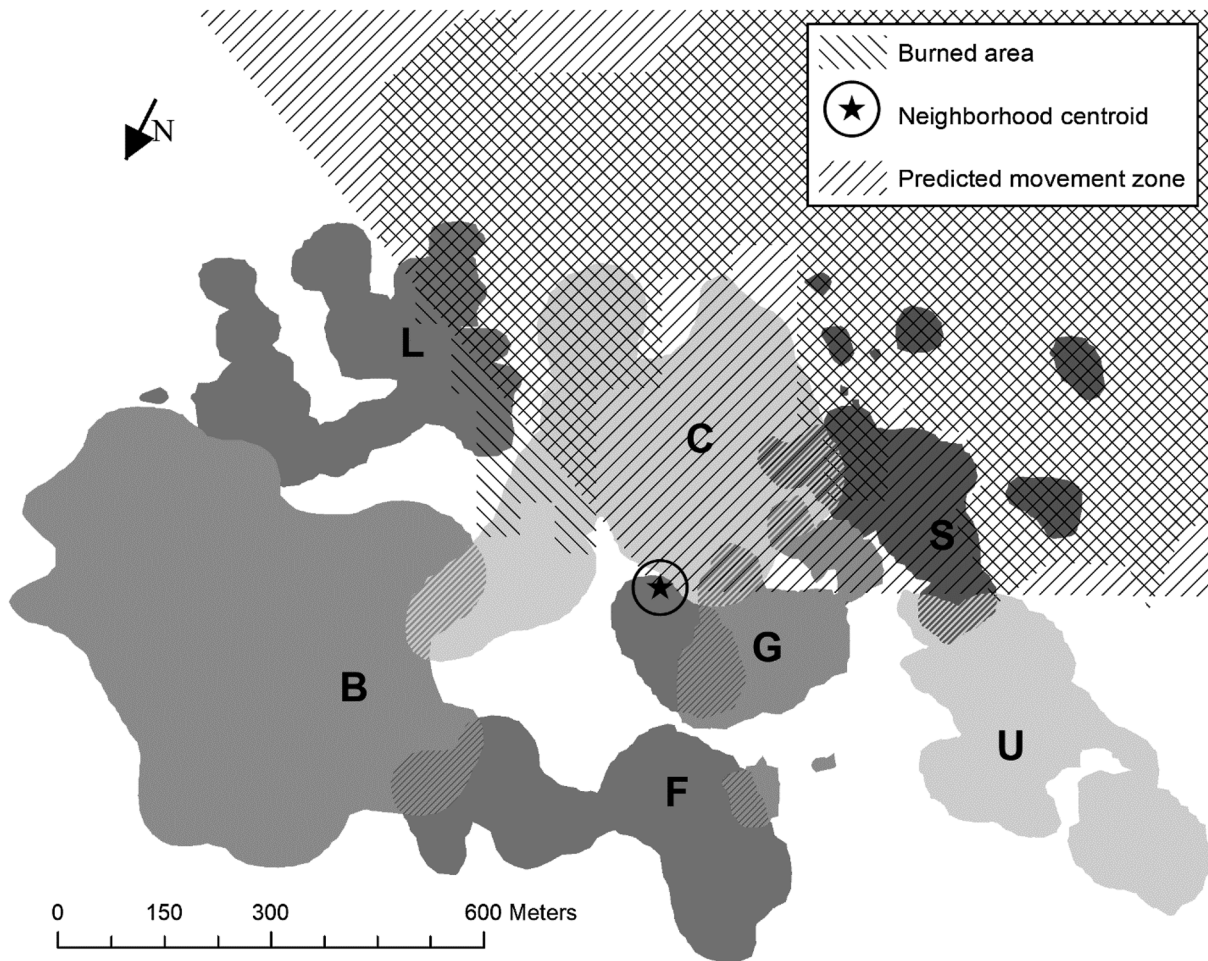 Burned area
Neighborhood centroid
Predicted movement zone
N
L
C
S
B
G
U
F
0 150 300 600 Meters